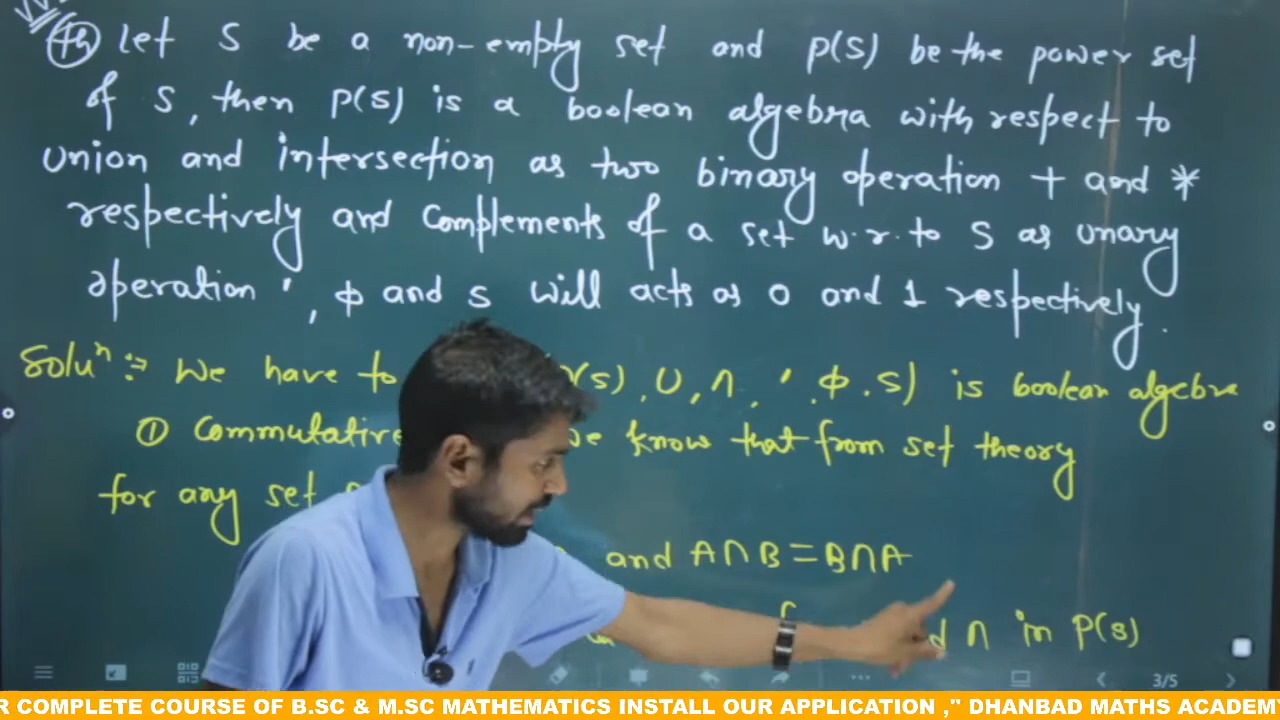 Th Let S be a non-empty set and P(S) be the power set
of S, then P(S) is a boolean algebra with respect to
union and intersection as two binary operation + and *
respectively and complements of a set w.r.to S as unary
operation ', φ and S will acts as 0 and 1 respectively.
Soluⁿ:- We have to (S), ∪, ∩, ', φ, S) is boolean algebra
① Commutative we know that from set theory
for any set
and A∩B = B∩A
∩ in P(S)
3/5
R COMPLETE COURSE OF B.SC & M.SC MATHEMATICS INSTALL OUR APPLICATION ," DHANBAD MATHS ACADEM